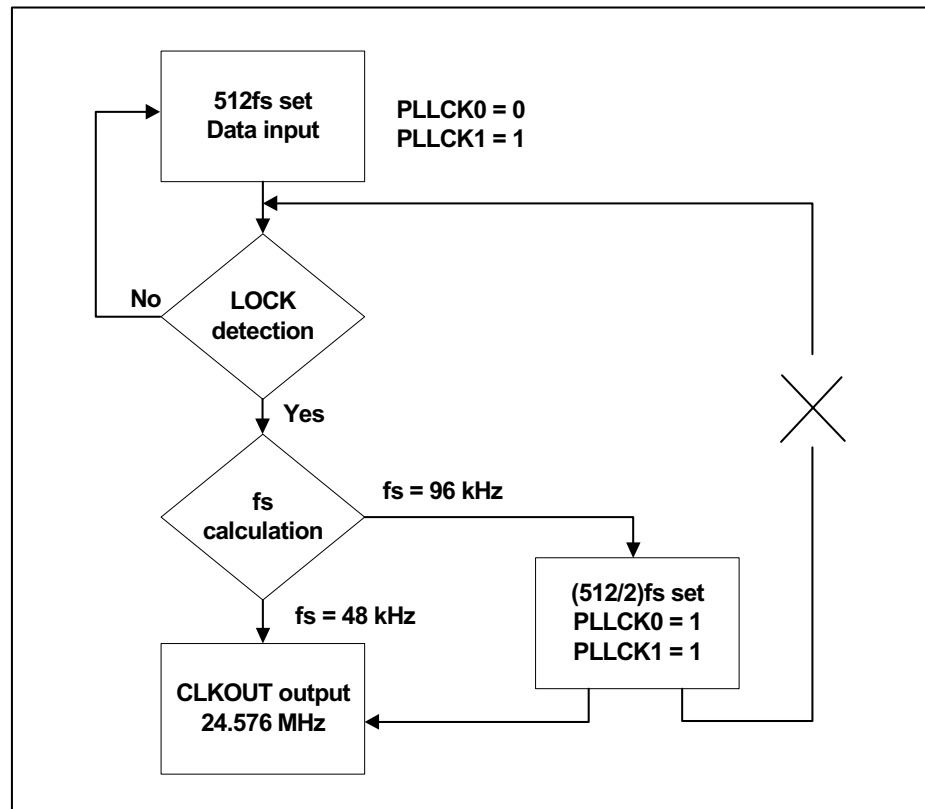 512fs set
Data input
PLLCK0 = 0
PLLCK1 = 1
No
LOCK
detection
Yes
fs = 96 kHz
fs
calculation
(512/2)fs set
PLLCK0 = 1
PLLCK1 = 1
fs = 48 kHz
CLKOUT output
24.576 MHz